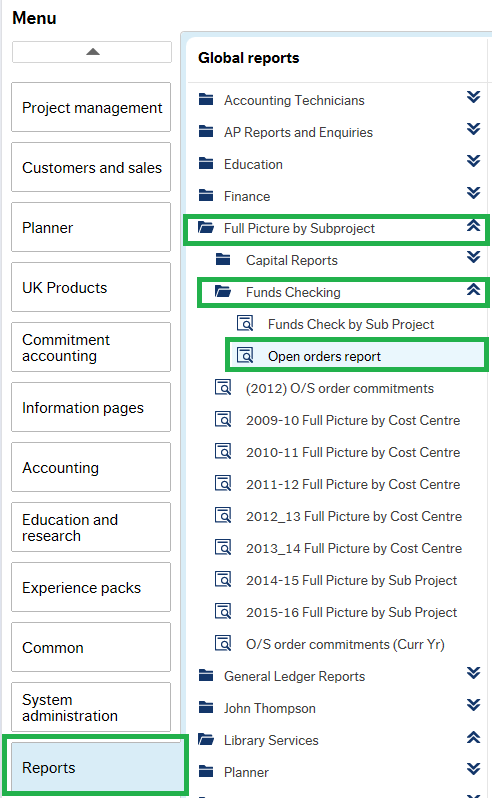 Menu
Project management
Customers and sales
Planner
UK Products
Commitment
accounting
Information pages
Accounting
Education and
research
Experience packs
Common
System
administration
Reports
Global reports
Accounting Technicians
AP Reports and Enquiries
Education
Finance
Full Picture by Subproject
Capital Reports
Funds Checking
Funds Check by Sub Project
Open orders report
(2012) O/S order commitments
2009-10 Full Picture by Cost Centre
2010-11 Full Picture by Cost Centre
2011-12 Full Picture by Cost Centre
2012_13 Full Picture by Cost Centre
2013_14 Full Picture by Cost Centre
2014-15 Full Picture by Sub Project
2015-16 Full Picture by Sub Project
O/S order commitments (Curr Yr)
General Ledger Reports
John Thompson
Library Services
Planner